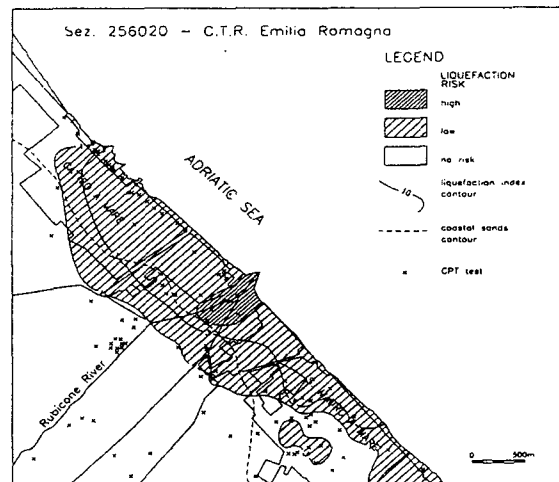 Sez. 256020 - C.T.R. Emilia Romagna
LEGEND
LIQUEFACTION
RISK
high
low
no risk
10
liquefaction index
contour
coastal sands
contour
x CPT test
ADRIATIC SEA
Rubicone River
0 500m